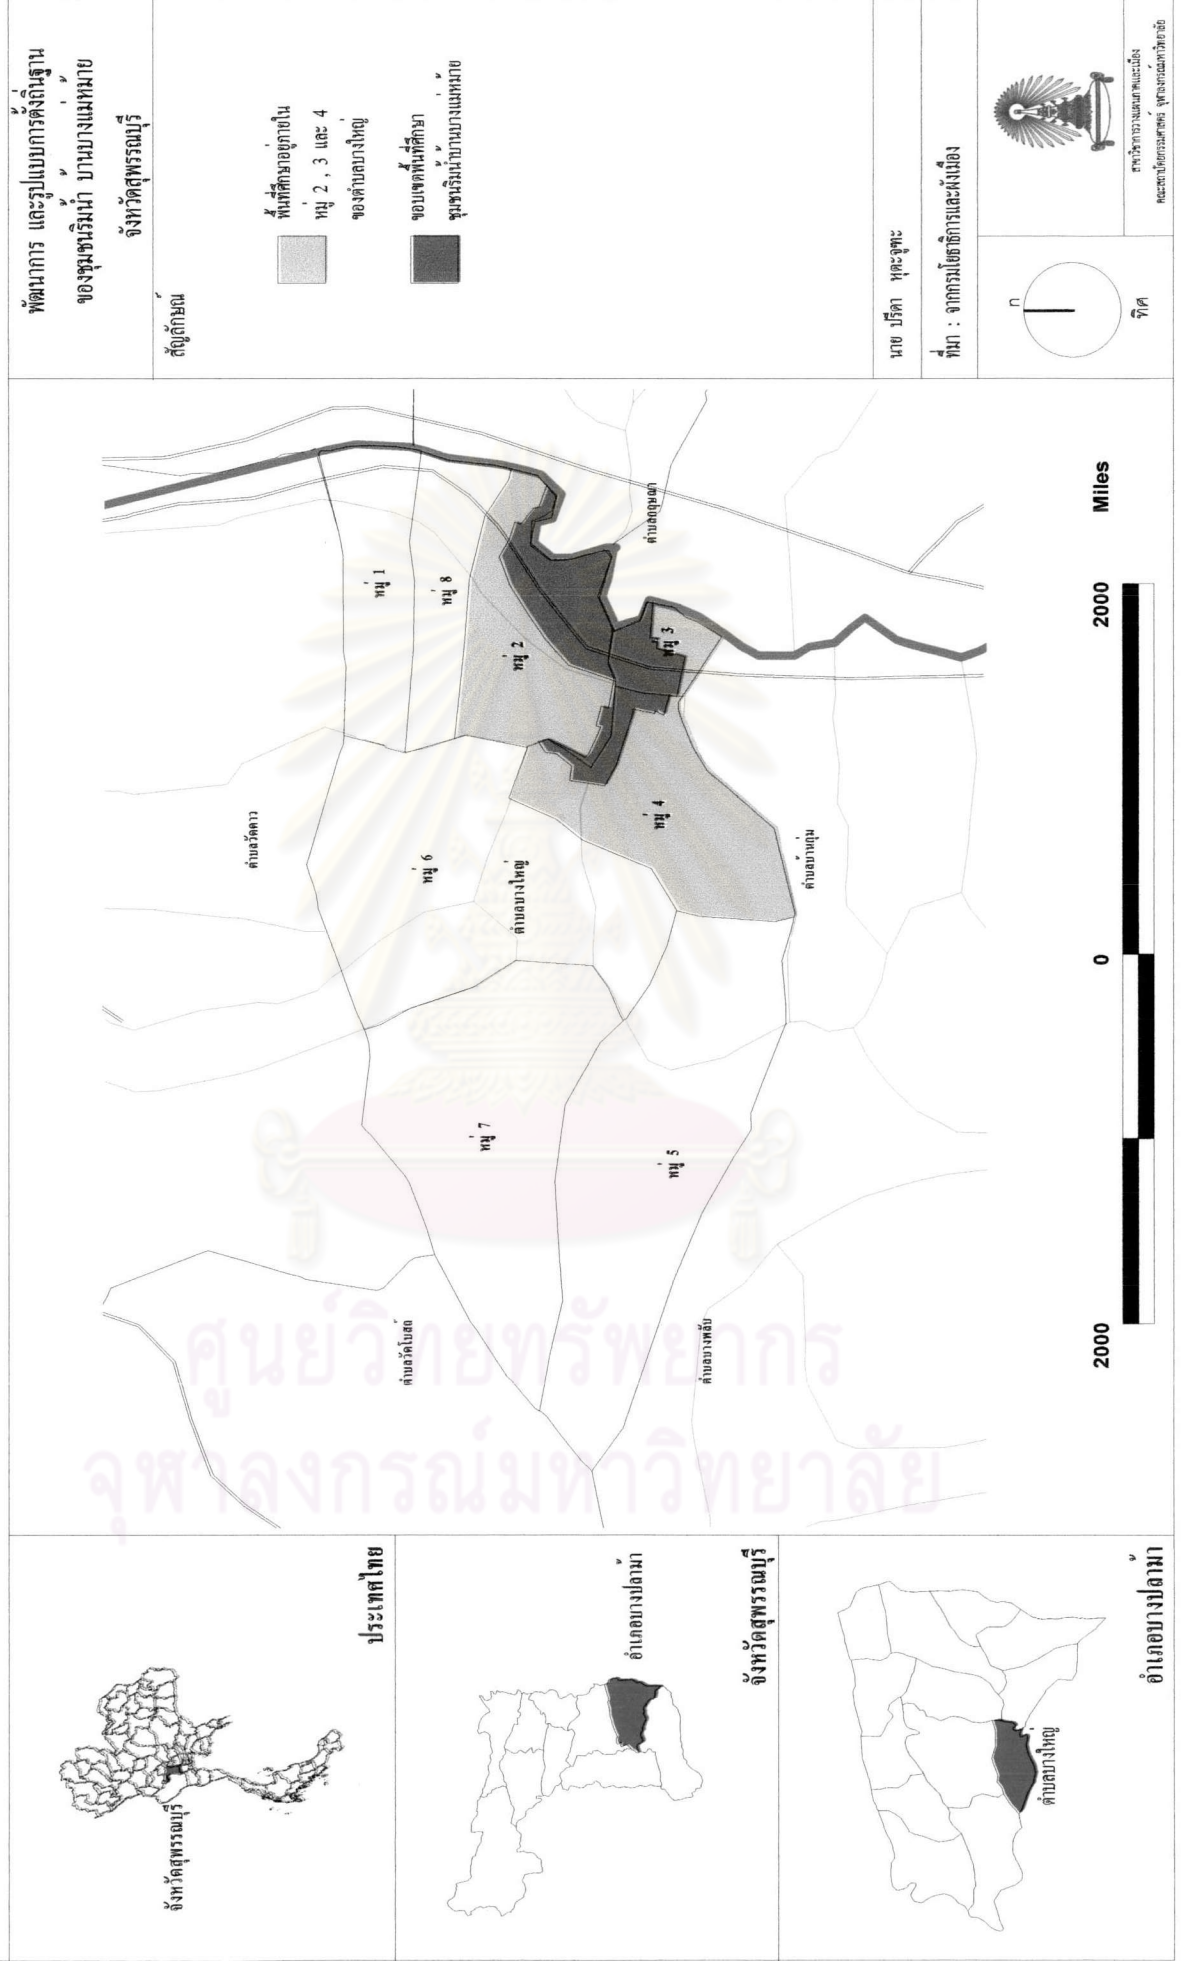 พัฒนาการ และรูปแบบการตั้งถิ่นฐาน
ของชุมชนริมน้ำ บ้านบางแม่หม้าย
จังหวัดสุพรรณบุรี
สัญลักษณ์
พื้นที่ศึกษาอยู่ภายใน
หมู่ 2 , 3 และ 4
ของตำบลบางใหญ่
ขอบเขตพื้นที่ศึกษา
ชุมชนริมน้ำบ้านบางแม่หม้าย
นาย ปรีดา หุตะจูฑะ
ที่มา : จากกรมโยธาธิการและผังเมือง
ก
ทิศ
สาขาวิชาการวางแผนภาคและเมือง
คณะสถาปัตยกรรมศาสตร์ จุฬาลงกรณ์มหาวิทยาลัย
หมู่ 1
หมู่ 8
หมู่ 2
หมู่ 3
หมู่ 4
หมู่ 6
หมู่ 7
หมู่ 5
ตำบลวัดดาว
ตำบลบางใหญ่
ตำบลกฤษณา
ตำบลบ้านกุ่ม
ตำบลวัดโบสถ์
ตำบลบางพลับ
2000
0
2000
Miles
ศูนย์วิทยทรัพยากร
จุฬาลงกรณ์มหาวิทยาลัย
จังหวัดสุพรรณบุรี
ประเทศไทย
อำเภอบางปลาม้า
จังหวัดสุพรรณบุรี
ตำบลบางใหญ่
อำเภอบางปลาม้า